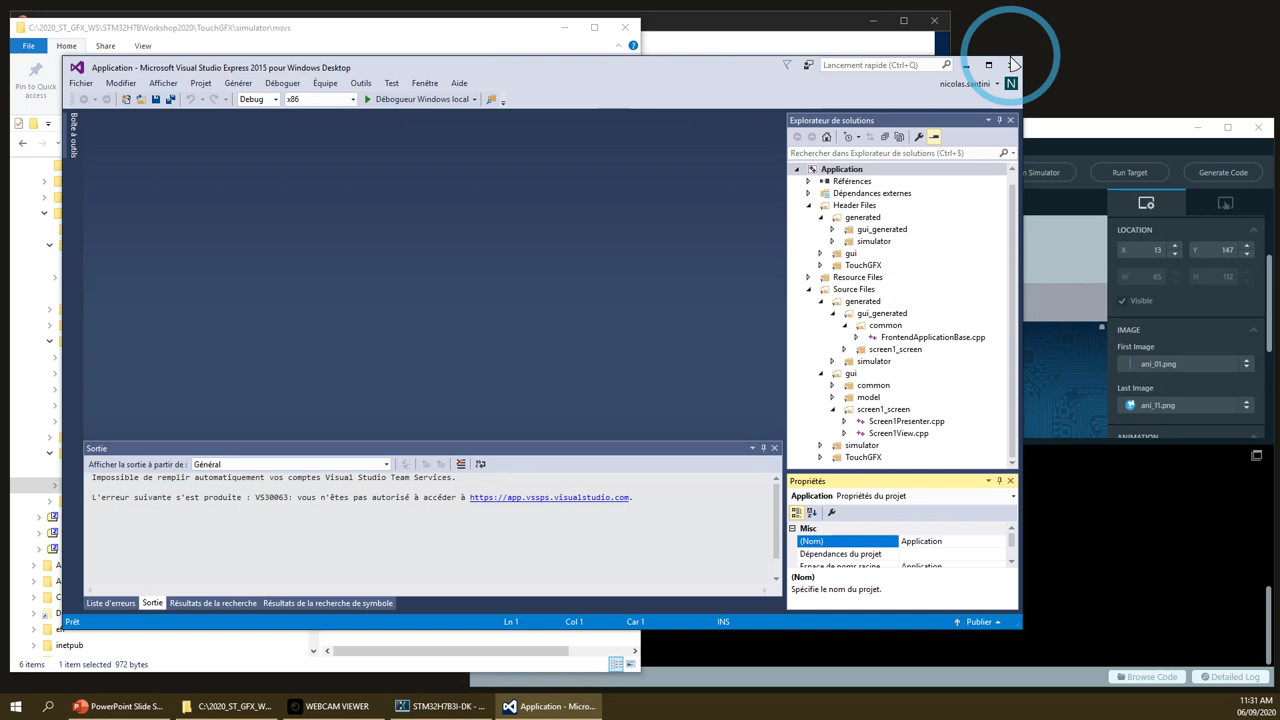 C:\2020_ST_GFX_WS\STM32H7BWorkshop2020\TouchGFX\simulator\msvs
File Home Share View
Pin to Quick access
Application - Microsoft Visual Studio Express 2015 pour Windows Desktop
Lancement rapide (Ctrl+Q)
Fichier Modifier Afficher Projet Générer Déboguer Équipe Outils Test Fenêtre Aide
nicolas.santini N
Debug x86 Débogueur Windows local
Boîte à outils
Explorateur de solutions
Rechercher dans Explorateur de solutions (Ctrl+$)
Application
Références
Dépendances externes
Header Files
generated
gui_generated
simulator
gui
TouchGFX
Resource Files
Source Files
generated
gui_generated
common
FrontendApplicationBase.cpp
screen1_screen
simulator
gui
common
model
screen1_screen
Screen1Presenter.cpp
Screen1View.cpp
simulator
TouchGFX
Sortie
Afficher la sortie à partir de : Général
Impossible de remplir automatiquement vos comptes Visual Studio Team Services.
L'erreur suivante s'est produite : VS30063: vous n'êtes pas autorisé à accéder à https://app.vssps.visualstudio.com.
Liste d'erreurs Sortie Résultats de la recherche Résultats de la recherche de symbole
Propriétés
Application Propriétés du projet
Misc
(Nom) Application
Dépendances du projet
Espace de noms racine Application
(Nom)
Spécifie le nom du projet.
Prêt Ln 1 Col 1 Car 1 INS Publier
Simulator Run Target Generate Code
LOCATION
X 13 Y 147
W 85 H 112
Visible
IMAGE
First Image
ani_01.png
Last Image
ani_11.png
ANIMATION
Browse Code Detailed Log
inetpub
6 items 1 item selected 972 bytes
PowerPoint Slide S... C:\2020_ST_GFX_W... WEBCAM VIEWER STM32H7B3I-DK - ... Application - Micro...
11:31 AM
06/09/2020